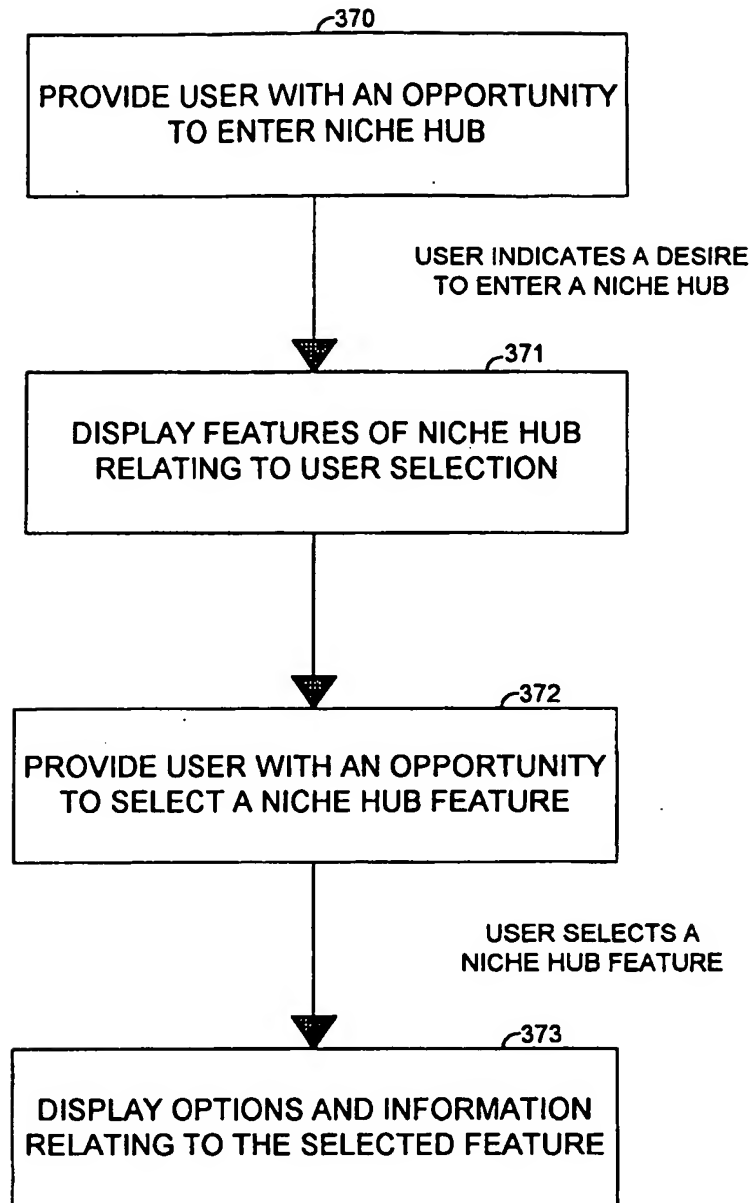 370
PROVIDE USER WITH AN OPPORTUNITY
TO ENTER NICHE HUB
USER INDICATES A DESIRE
TO ENTER A NICHE HUB
371
DISPLAY FEATURES OF NICHE HUB
RELATING TO USER SELECTION
372
PROVIDE USER WITH AN OPPORTUNITY
TO SELECT A NICHE HUB FEATURE
USER SELECTS A
NICHE HUB FEATURE
373
DISPLAY OPTIONS AND INFORMATION
RELATING TO THE SELECTED FEATURE